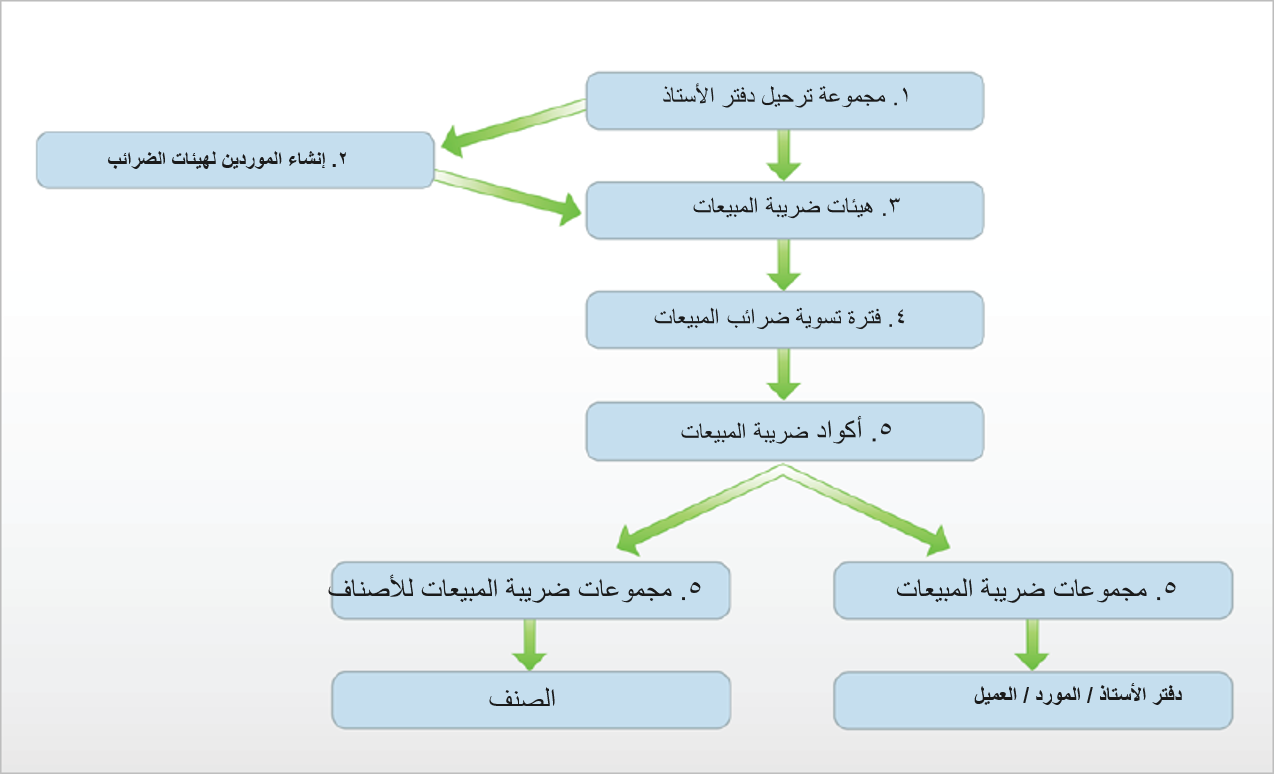 ١. مجموعة ترحيل دفتر الأستاذ
٢. إنشاء الموردين لهيئات الضرائب
٣. هيئات ضريبة المبيعات
٤. فترة تسوية ضرائب المبيعات
٥. أكواد ضريبة المبيعات
٥. مجموعات ضريبة المبيعات
٥. مجموعات ضريبة المبيعات للأصناف
دفتر الأستاذ / المورد / العميل
الصنف